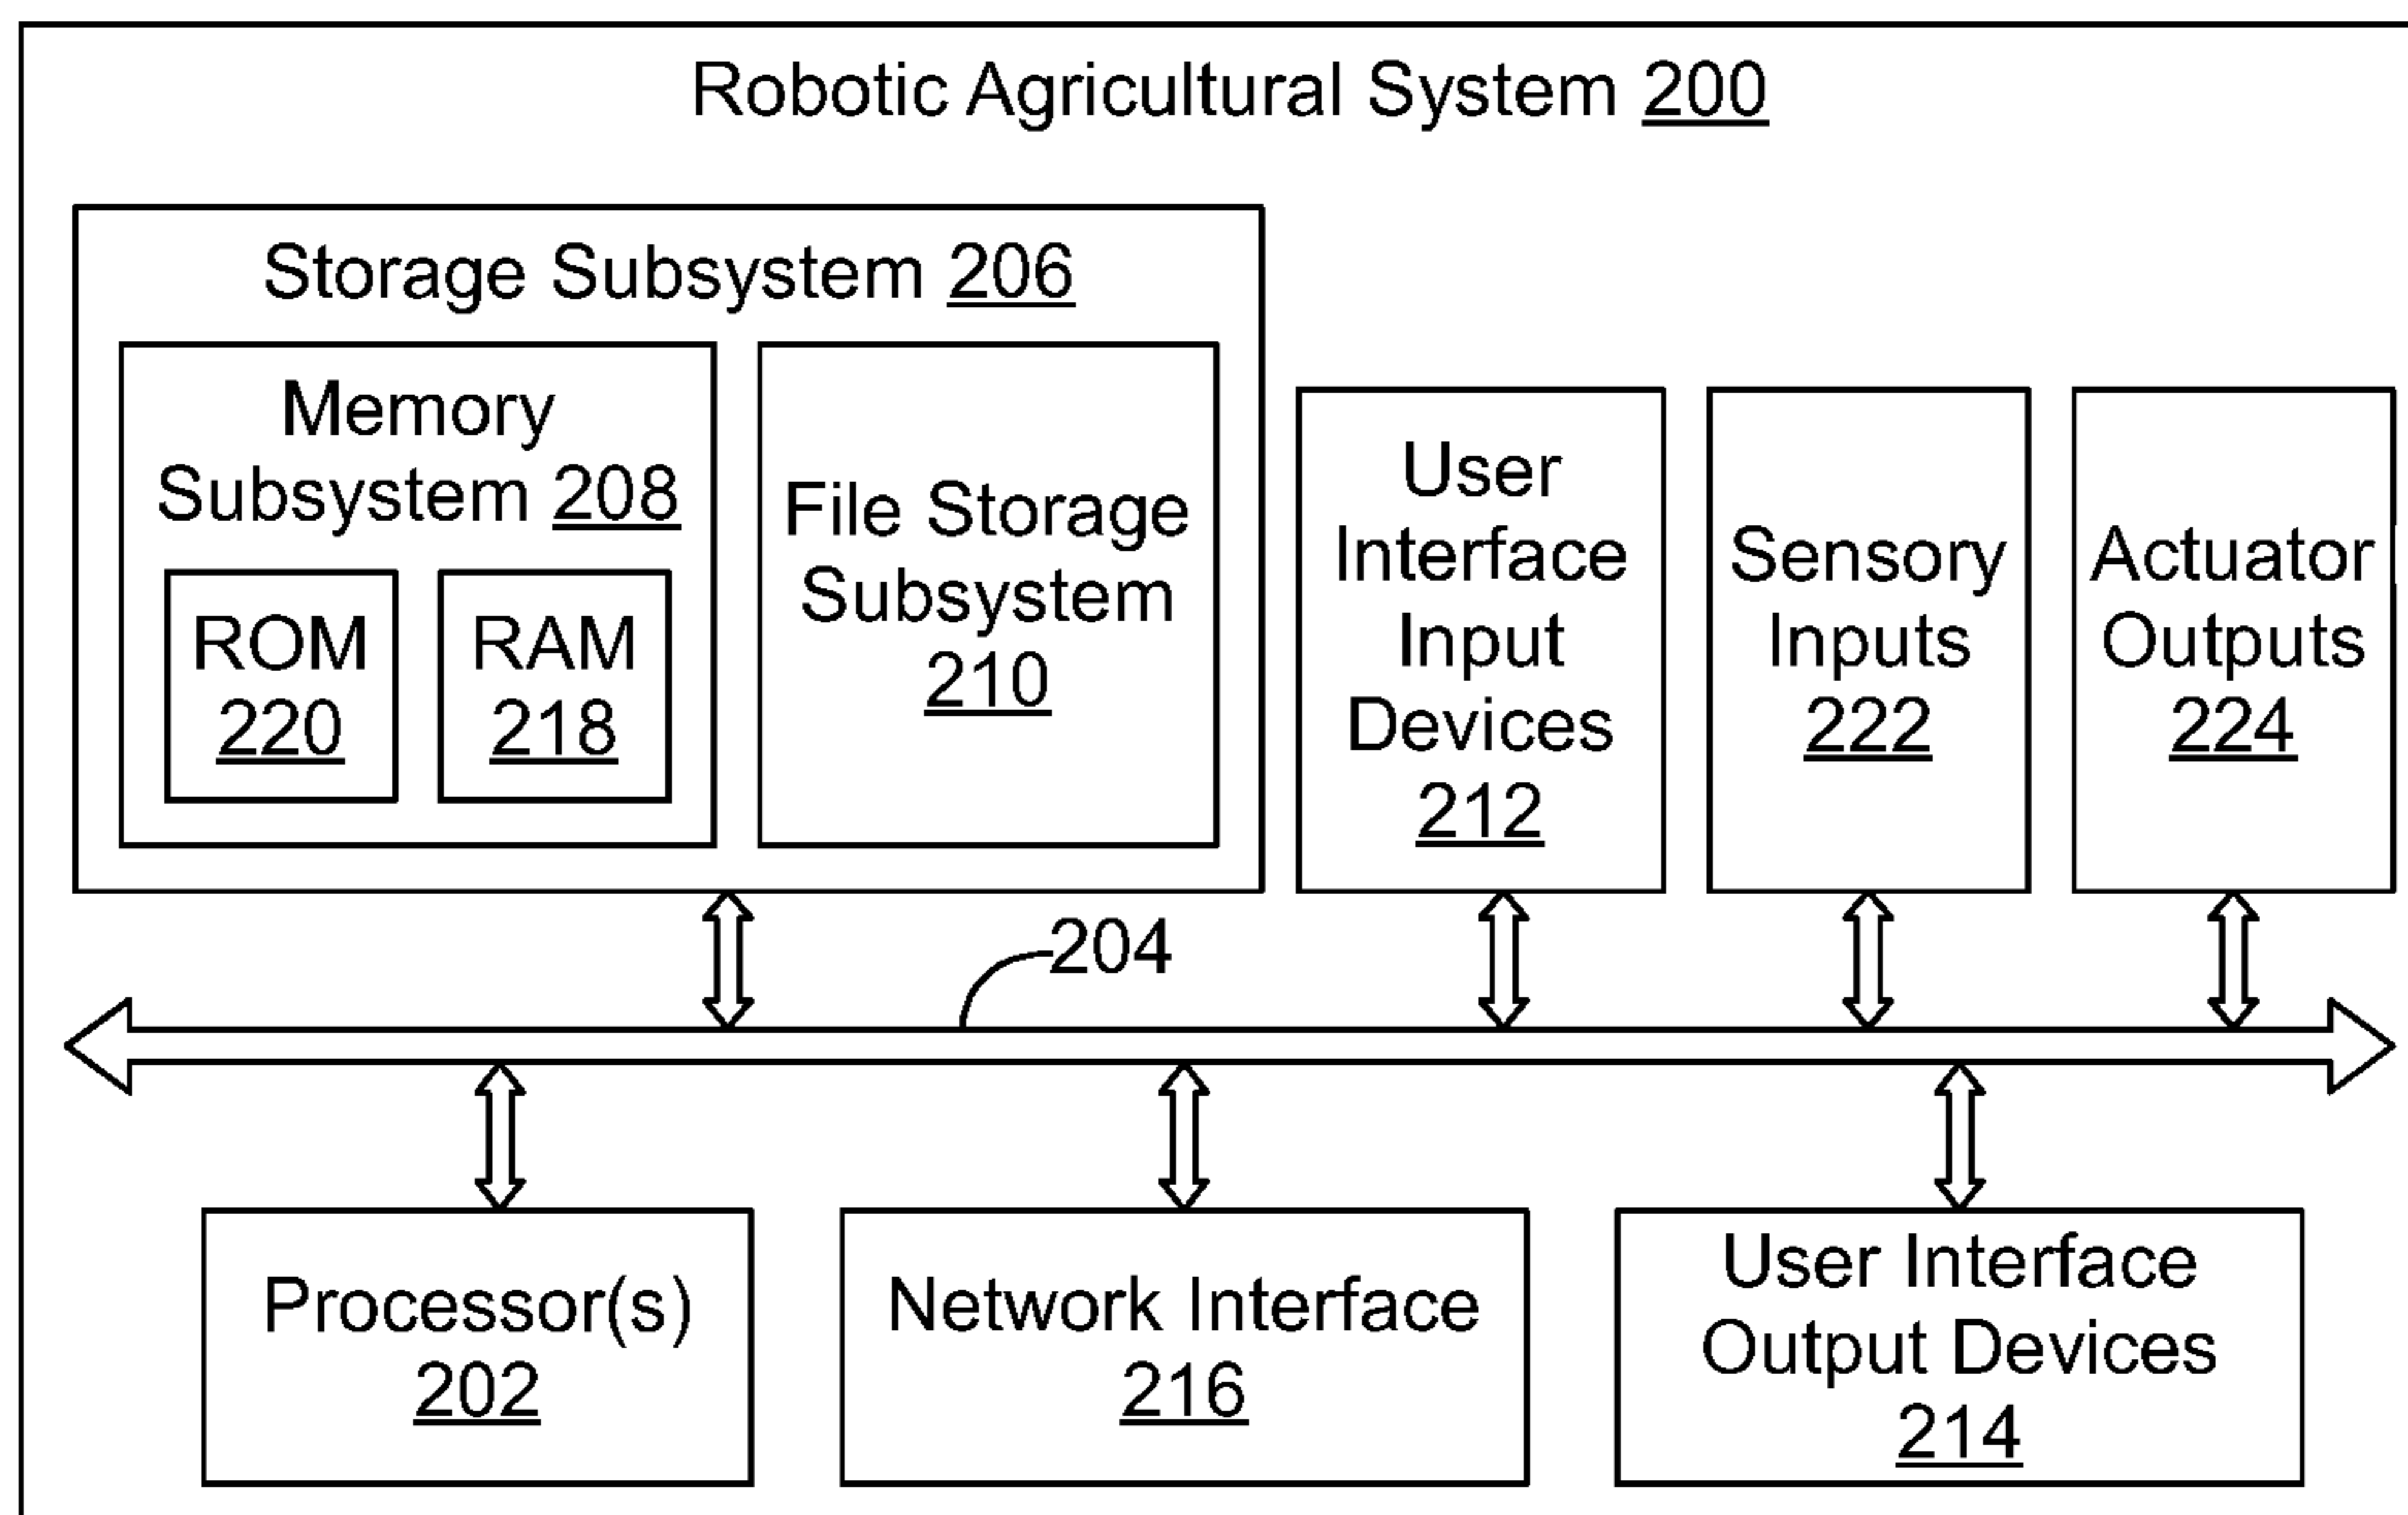 Robotic Agricultural System 200
Storage Subsystem 206
Memory
Subsystem 208
ROM
220
RAM
218
File Storage
Subsystem
210
User
Interface
Input
Devices
212
Sensory
Inputs
222
Actuator
Outputs
224
204
Processor(s)
202
Network Interface
216
User Interface
Output Devices
214